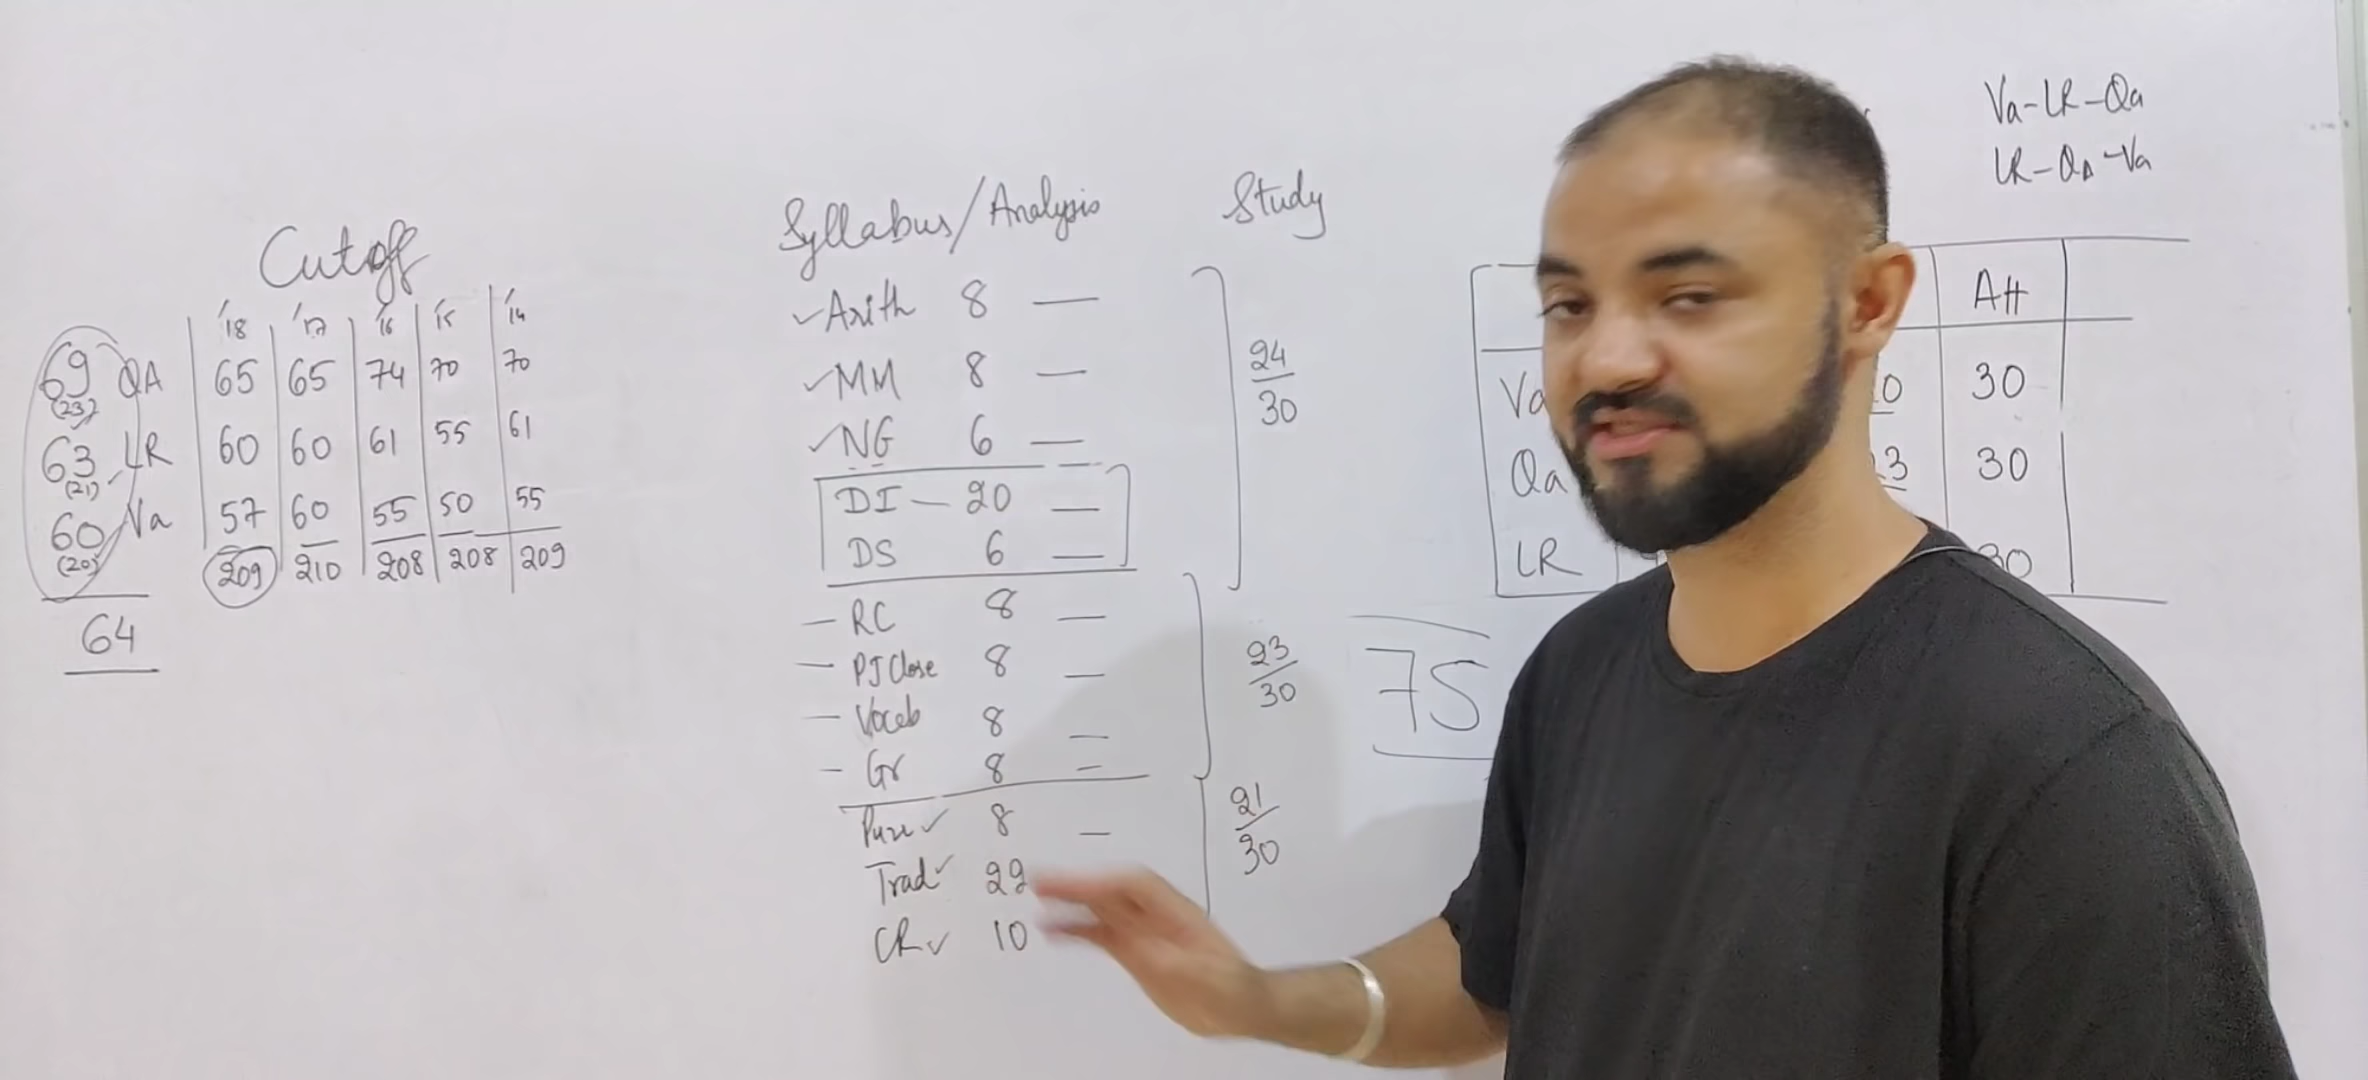 Cutoff
'18 '17 '16 '15 '14
69 QA 65 65 74 70 70
(23)
63 LR 60 60 61 55 61
(21)
60 Va 57 60 55 50 55
(20)
209 210 208 208 209
64
Syllabus/Analysis
✓Arith 8 —
✓MM 8 —
✓NG 6 —
DI — 20 —
DS 6 —
— RC 8 —
— PJ Close 8 —
— Vocab 8 —
— Gr 8 —
8 —
Trad✓ 22
CR✓ 10
Study
24
30
23
30
21
30
75
Va-LR-Qa
LR-QA-Va
Att
Va 0 30
Qa 3 30
LR 30